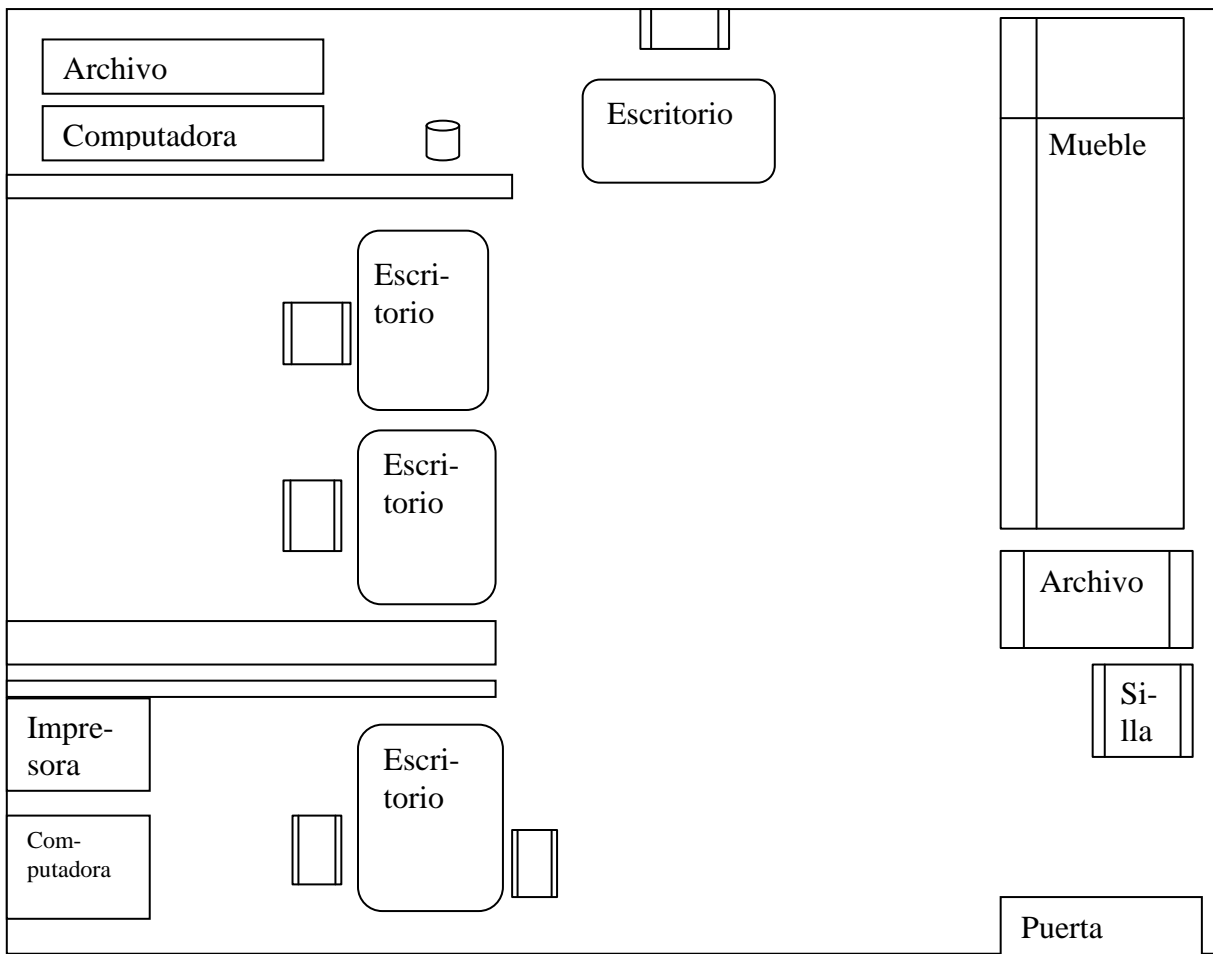 Archivo
Computadora
Escritorio
Mueble
Escri-
torio
Escri-
torio
Archivo
Si-
lla
Impre-
sora
Escri-
torio
Com-
putadora
Puerta